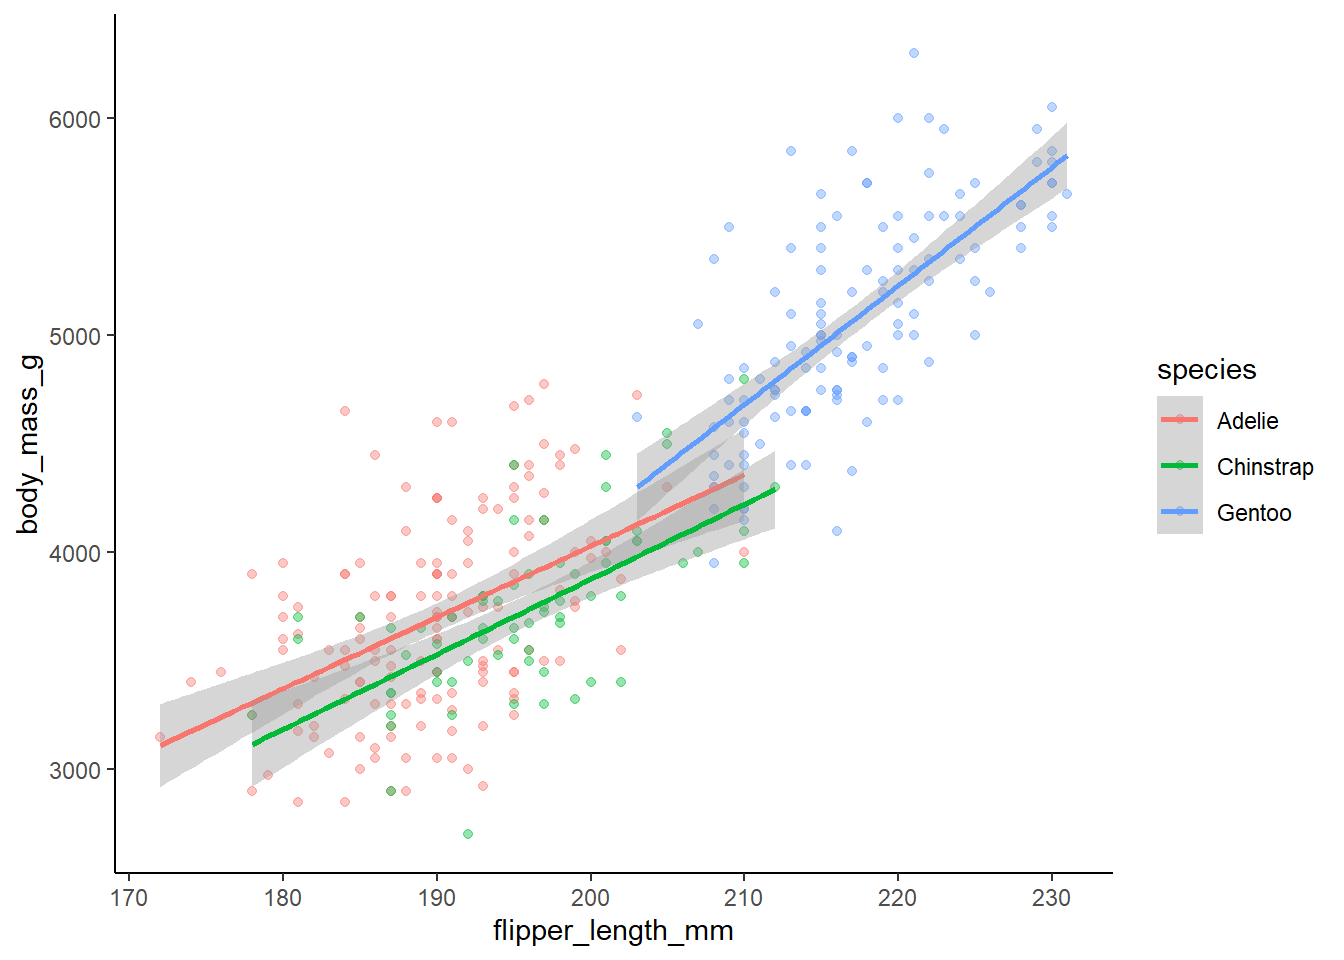 6000
5000
4000
3000
body_mass_g
170 180 190 200 210 220 230
flipper_length_mm
species
Adelie
Chinstrap
Gentoo